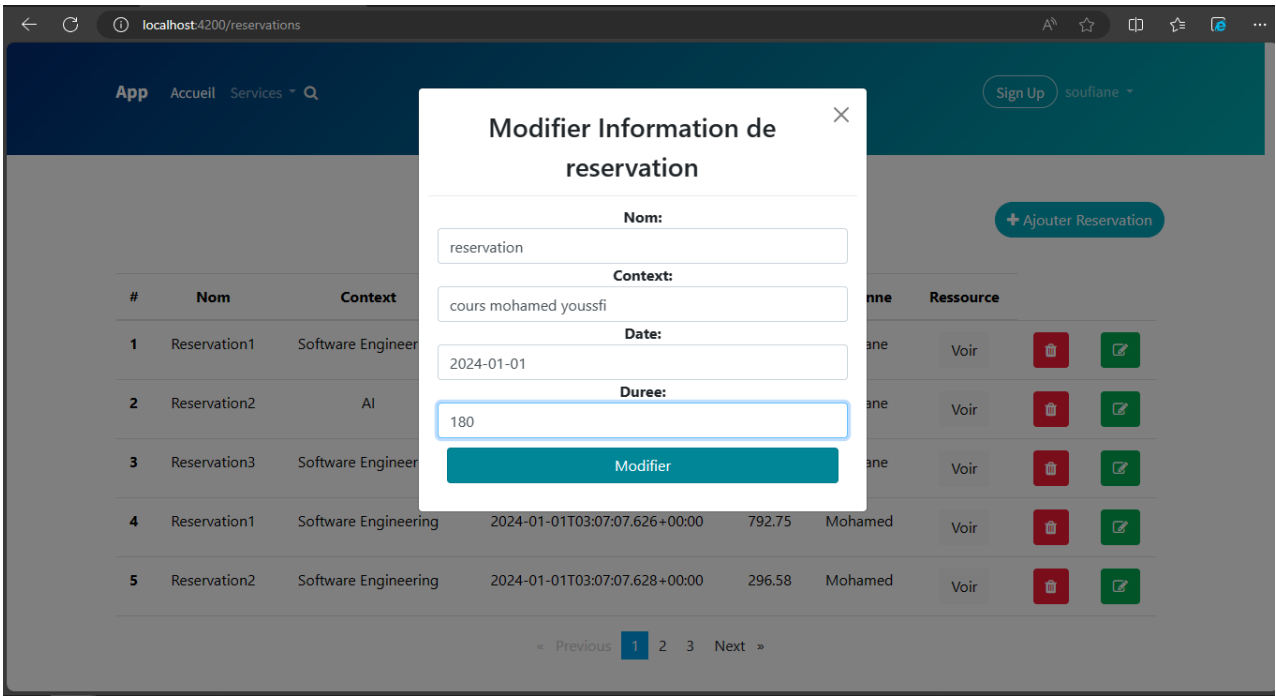 localhost:4200/reservations
App Accueil Services Sign Up soufiane
Modifier Information de
reservation
Ajouter Reservation
Nom:
reservation
Context:
cours mohamed youssfi
Date:
2024-01-01
Duree:
180
Modifier
# Nom Context nne Ressource
1 Reservation1 Software Engineer ane Voir
2 Reservation2 AI ane Voir
3 Reservation3 Software Engineer ane Voir
4 Reservation1 Software Engineering 2024-01-01T03:07:07.626+00:00 792.75 Mohamed Voir
5 Reservation2 Software Engineering 2024-01-01T03:07:07.628+00:00 296.58 Mohamed Voir
« Previous 1 2 3 Next »